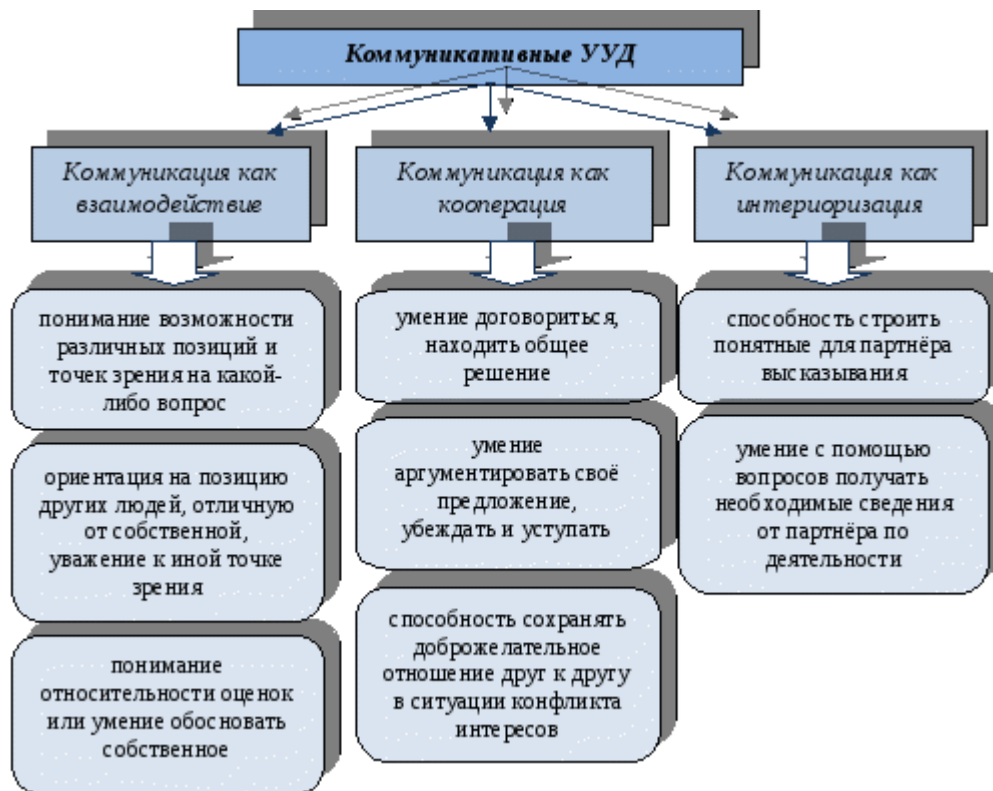 Коммуникативные УУД
Коммуникация как
взаимодействие
Коммуникация как
кооперация
Коммуникация как
интериоризация
понимание возможности
различных позиций и
точек зрения на какой-
либо вопрос
ориентация на позицию
других людей, отличную
от собственной,
уважение к иной точке
зрения
понимание
относительности оценок
или умение обосновать
собственное
умение договориться,
находить общее
решение
умение
аргументировать своё
предложение,
убеждать и уступать
способность сохранять
доброжелательное
отношение друг к другу
в ситуации конфликта
интересов
способность строить
понятные для партнёра
высказывания
умение с помощью
вопросов получать
необходимые сведения
от партнёра по
деятельности